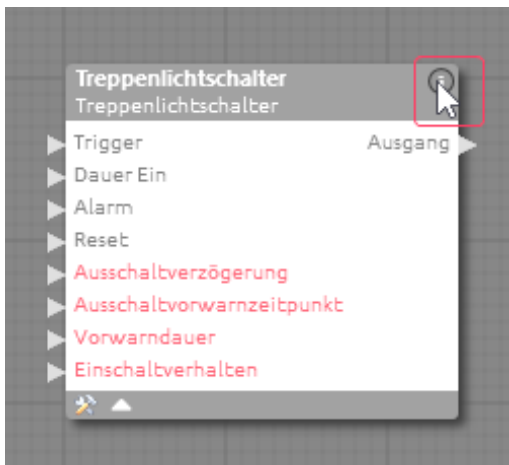 Treppenlichtschalter
Treppenlichtschalter
Trigger
Ausgang
Dauer Ein
Alarm
Reset
Ausschaltverzögerung
Ausschaltvorwarnzeitpunkt
Vorwarndauer
Einschaltverhalten